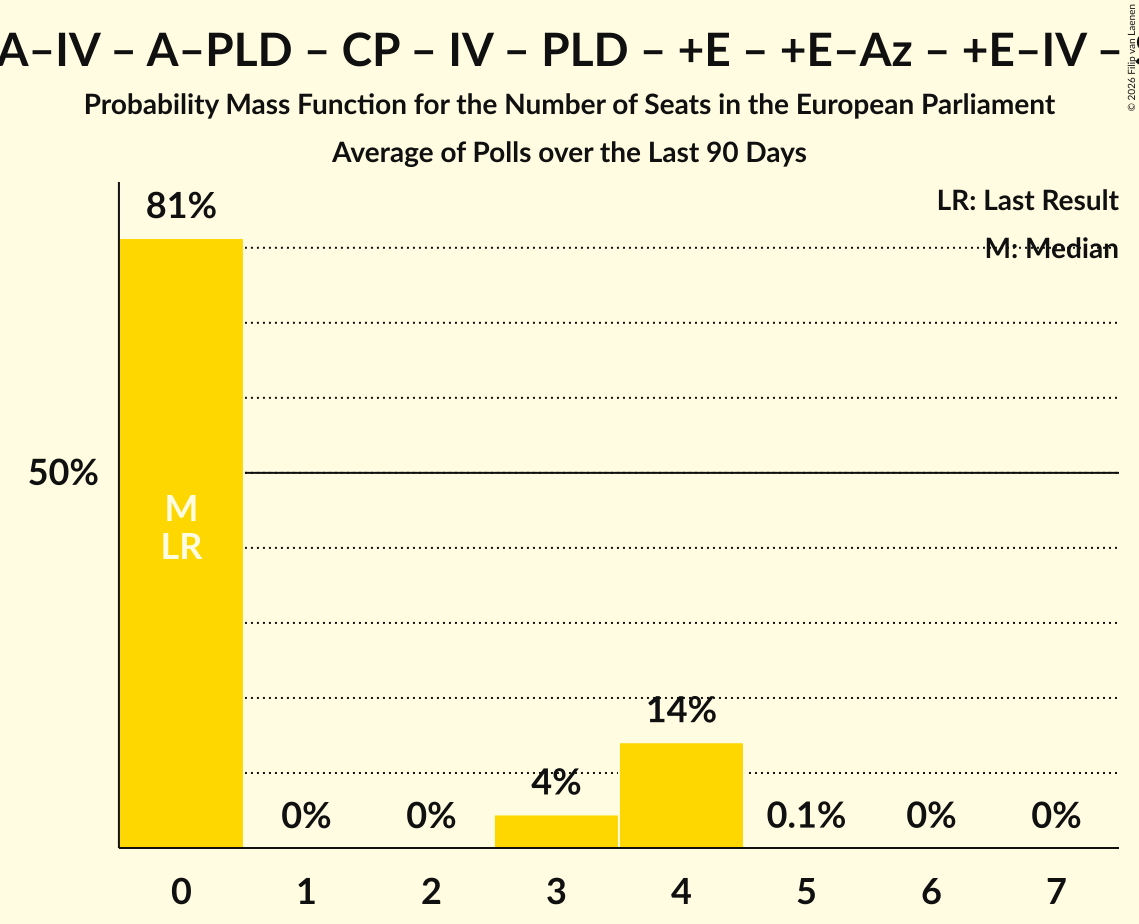 A–IV – A–PLD – CP – IV – PLD – +E – +E–Az – +E–IV –
© 2026 Filip van Laenen
Probability Mass Function for the Number of Seats in the European Parliament
Average of Polls over the Last 90 Days
LR: Last Result
M: Median
81%
50%
M
LR
14%
4%
0%
0%
0.1%
0%
0%
0
1
2
3
4
5
6
7